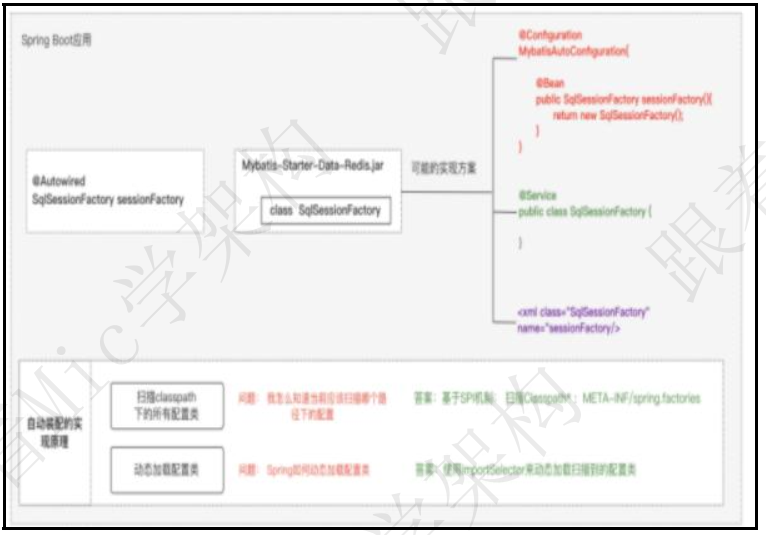 Spring Boot应用
@Autowired
SqlSessionFactory sessionFactory
Mybatis-Starter-Data-Redis.jar
class SqlSessionFactory
可能的实现方案
@Configuration
MybatisAutoConfiguration{
@Bean
public SqlSessionFactory sessionFactory(){
return new SqlSessionFactory();
}
}
@Service
public class SqlSessionFactory {
}
<xml class="SqlSessionFactory"
name="sessionFactory/>
自动装配的实
现原理
扫描classpath
下的所有配置类
问题： 我怎么知道当前应该扫描哪个路
径下的配置
答案：基于SPI机制； 扫描Classpath*：META-INF/spring.factories
动态加载配置类
问题： Spring如何动态加载配置类
答案：使用ImportSelector来动态加载扫描到的配置类
跟着Mic学架构